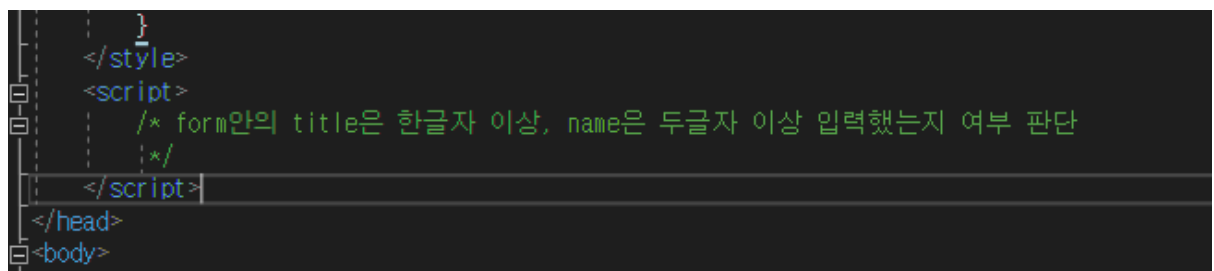 }
</style>
<script>
/* form안의 title은 한글자 이상, name은 두글자 이상 입력했는지 여부 판단
*/
</script>
</head>
<body>